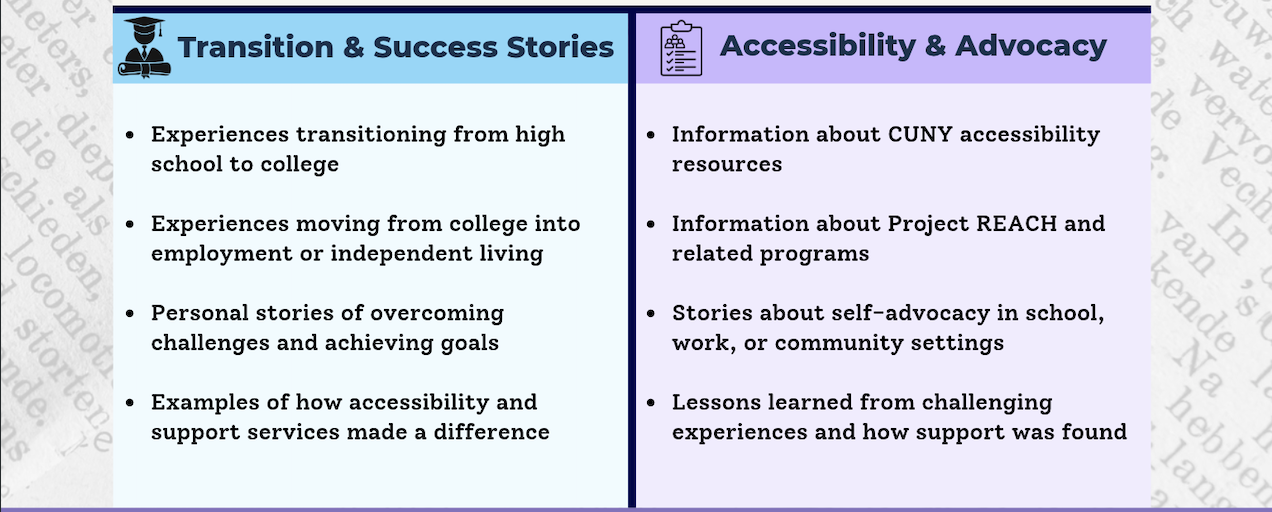 Transition & Success Stories
Experiences transitioning from high
school to college
Experiences moving from college into
employment or independent living
Personal stories of overcoming
challenges and achieving goals
Examples of how accessibility and
support services made a difference
Accessibility & Advocacy
Information about CUNY accessibility
resources
Information about Project REACH and
related programs
Stories about self-advocacy in school,
work, or community settings
Lessons learned from challenging
experiences and how support was found